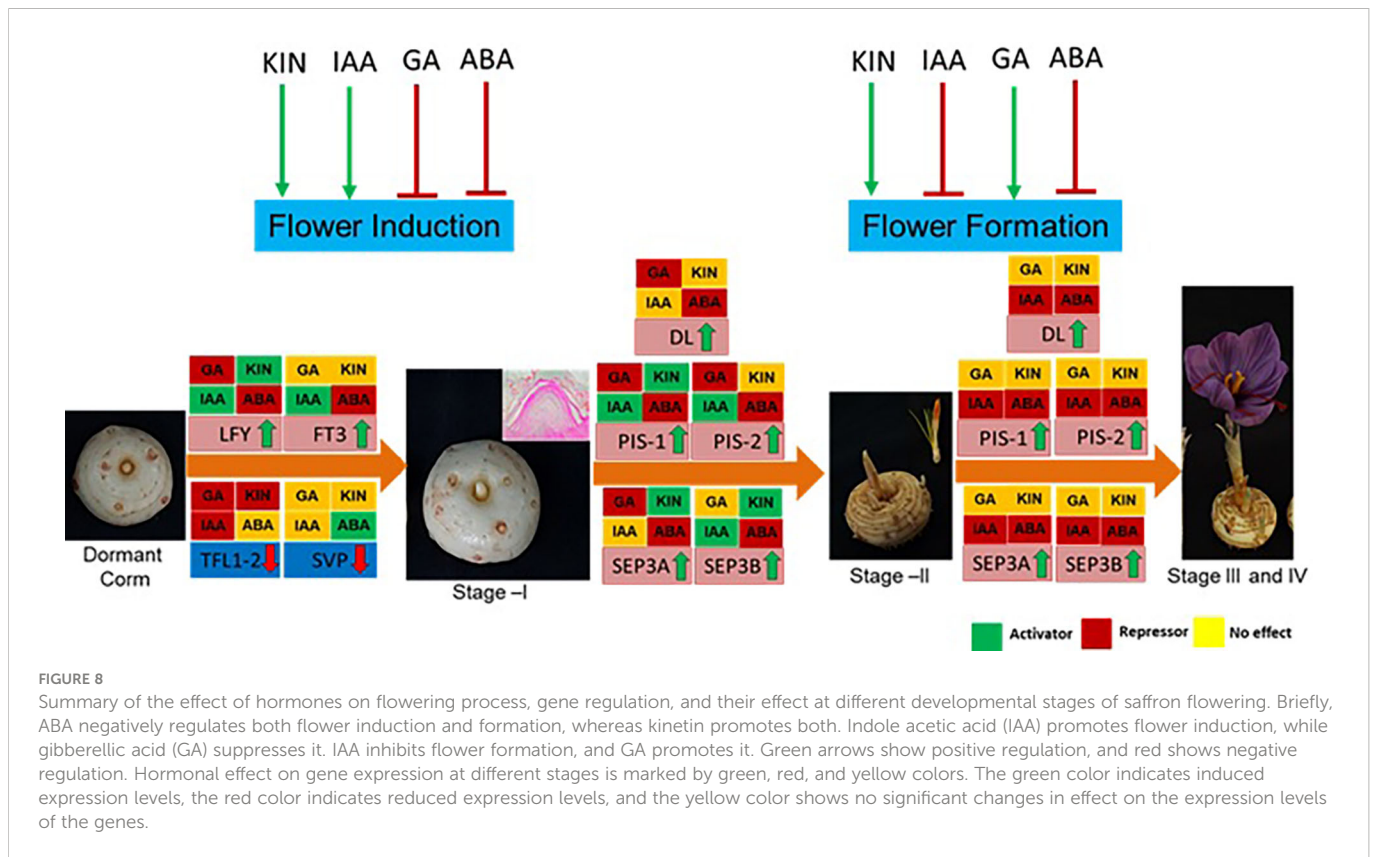 KIN IAA GA ABA
Flower Induction
KIN IAA GA ABA
Flower Formation
GA KIN
IAA ABA
DL
GA KIN
IAA ABA
DL
GA KIN
IAA ABA
LFY
GA KIN
IAA ABA
FT3
GA KIN
IAA ABA
PIS-1
GA KIN
IAA ABA
PIS-2
GA KIN
IAA ABA
PIS-1
GA KIN
IAA ABA
PIS-2
GA KIN
IAA ABA
TFL1-2
GA KIN
IAA ABA
SVP
GA KIN
IAA ABA
SEP3A
GA KIN
IAA ABA
SEP3B
GA KIN
IAA ABA
SEP3A
GA KIN
IAA ABA
SEP3B
Dormant
Corm
Stage –I
Stage –II
Stage III and IV
Activator Repressor No effect
FIGURE 8
Summary of the effect of hormones on flowering process, gene regulation, and their effect at different developmental stages of saffron flowering. Briefly,
ABA negatively regulates both flower induction and formation, whereas kinetin promotes both. Indole acetic acid (IAA) promotes flower induction, while
gibberellic acid (GA) suppresses it. IAA inhibits flower formation, and GA promotes it. Green arrows show positive regulation, and red shows negative
regulation. Hormonal effect on gene expression at different stages is marked by green, red, and yellow colors. The green color indicates induced
expression levels, the red color indicates reduced expression levels, and the yellow color shows no significant changes in effect on the expression levels
of the genes.